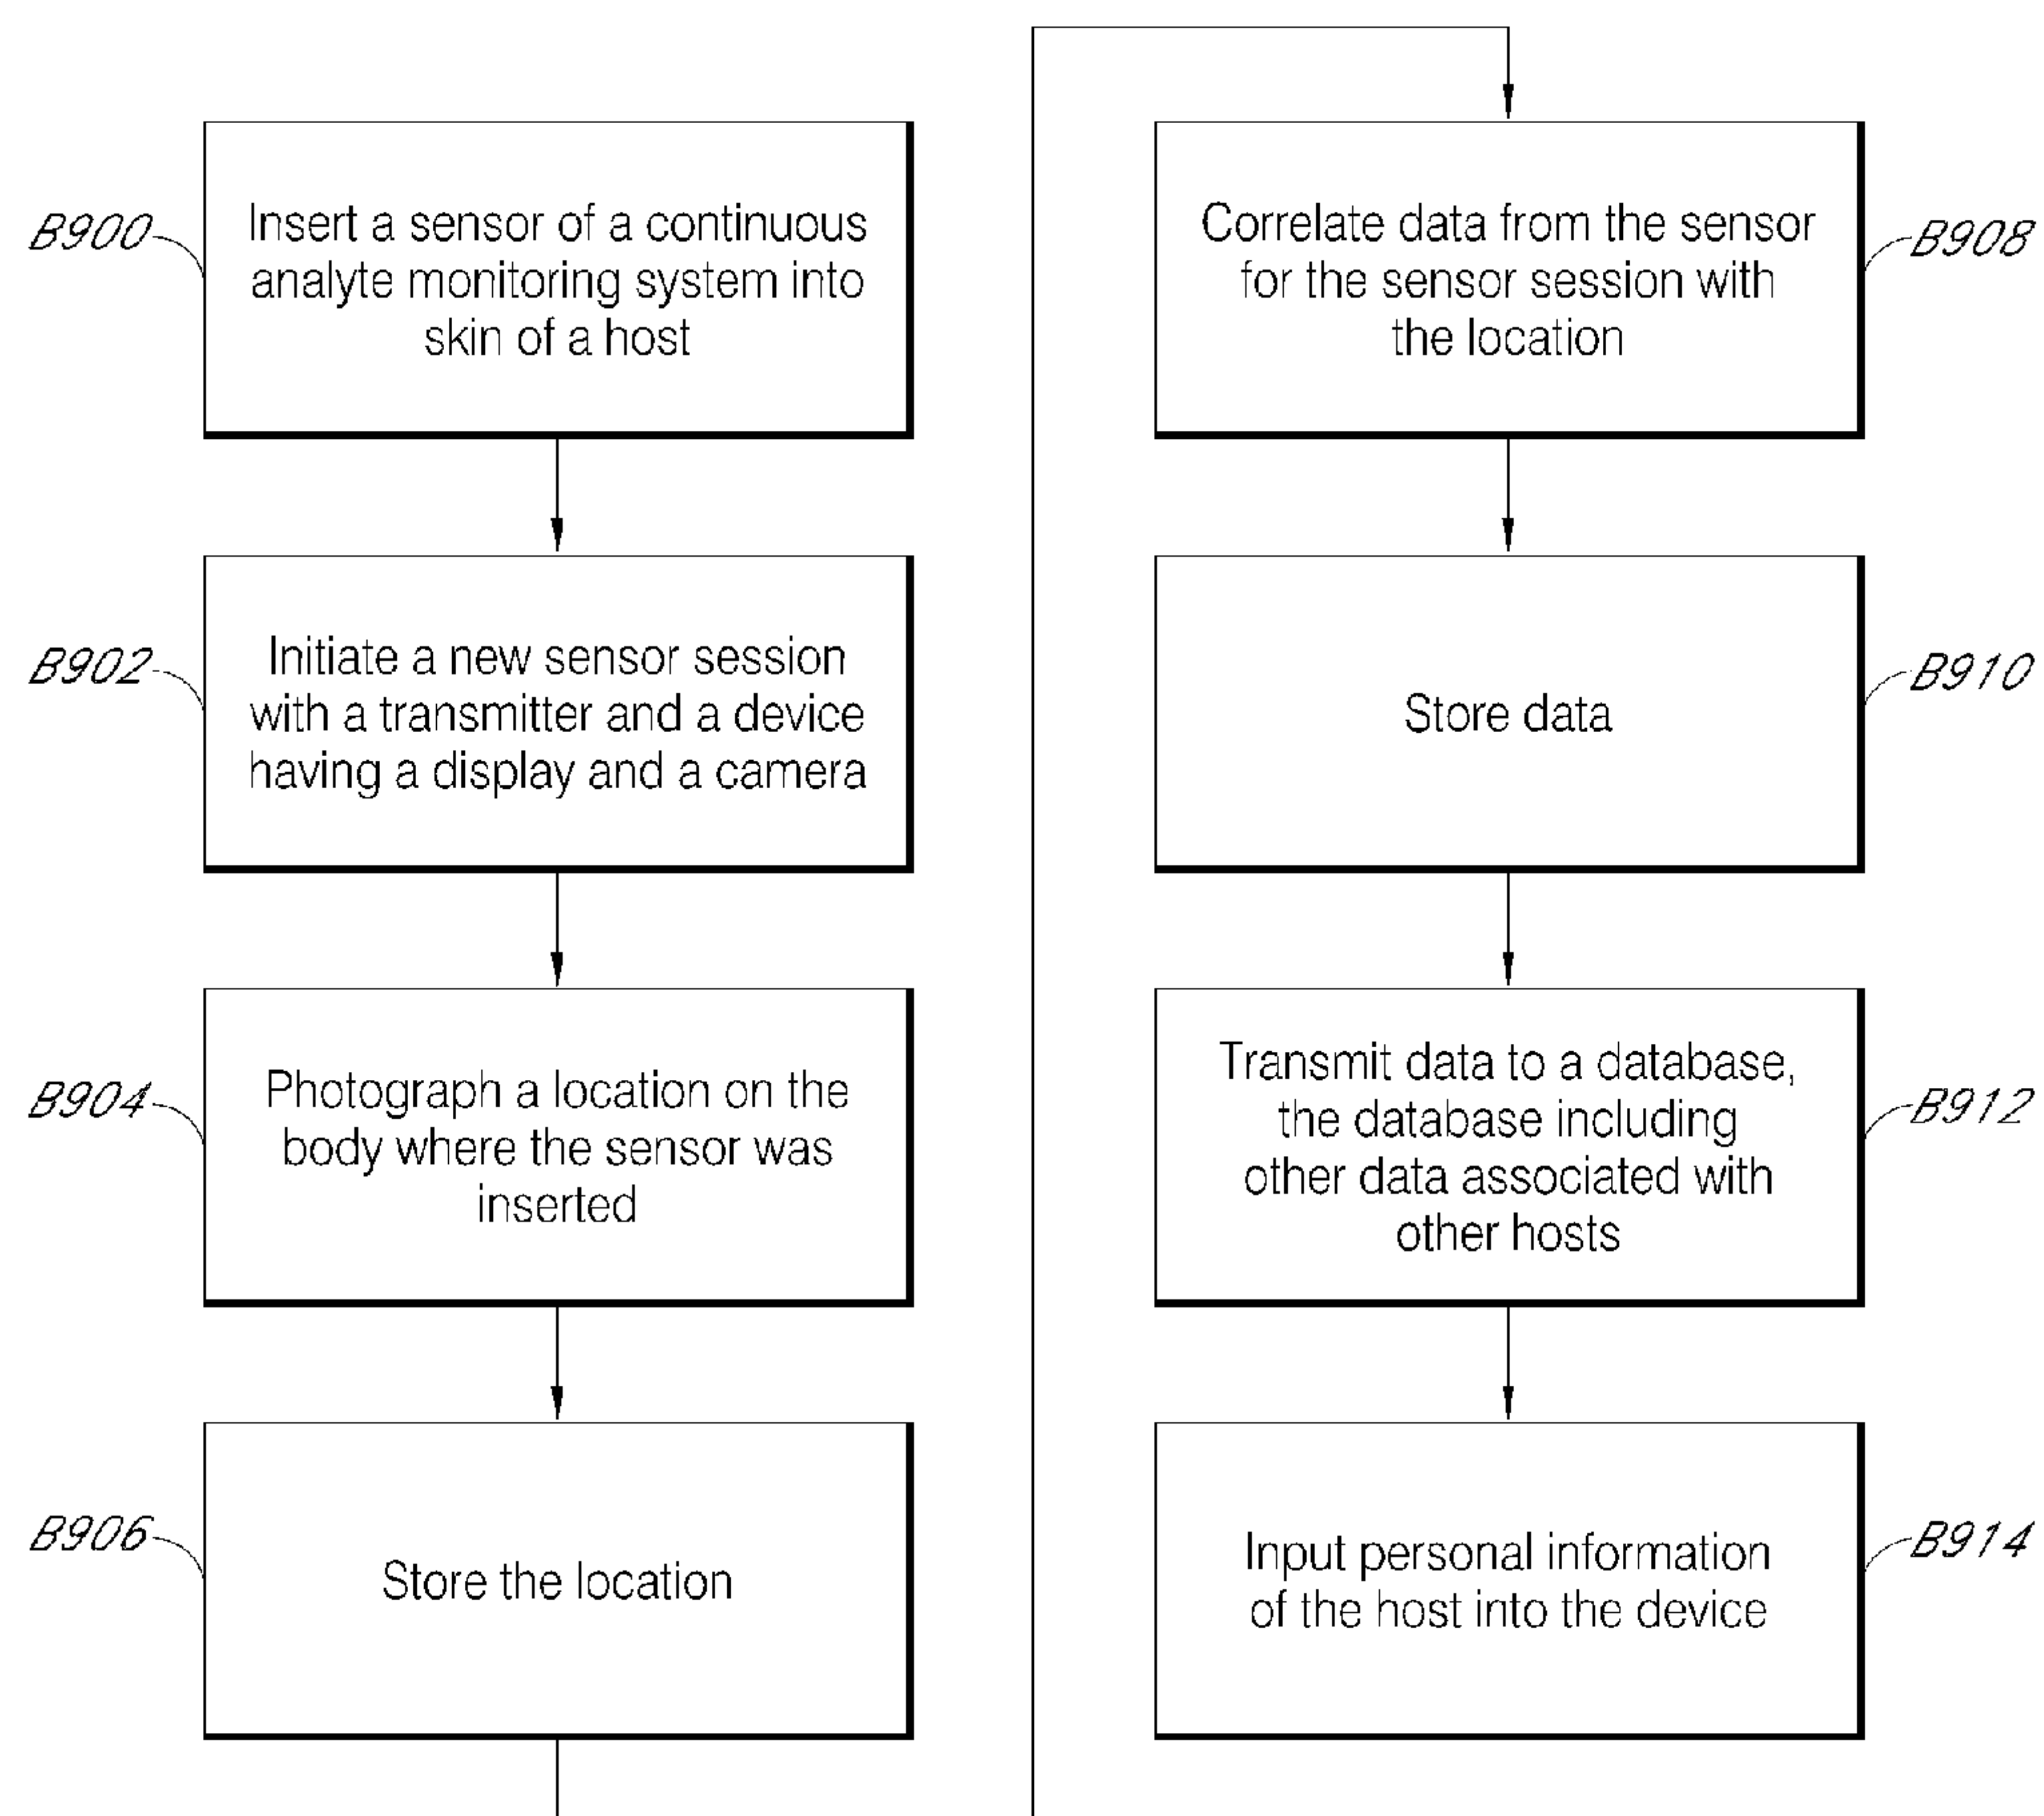 B900
Insert a sensor of a continuous
analyte monitoring system into
skin of a host
B902
Initiate a new sensor session
with a transmitter and a device
having a display and a camera
B904
Photograph a location on the
body where the sensor was
inserted
B906
Store the location
Correlate data from the sensor
for the sensor session with
the location
B908
Store data
B910
Transmit data to a database,
the database including
other data associated with
other hosts
B912
Input personal information
of the host into the device
B914